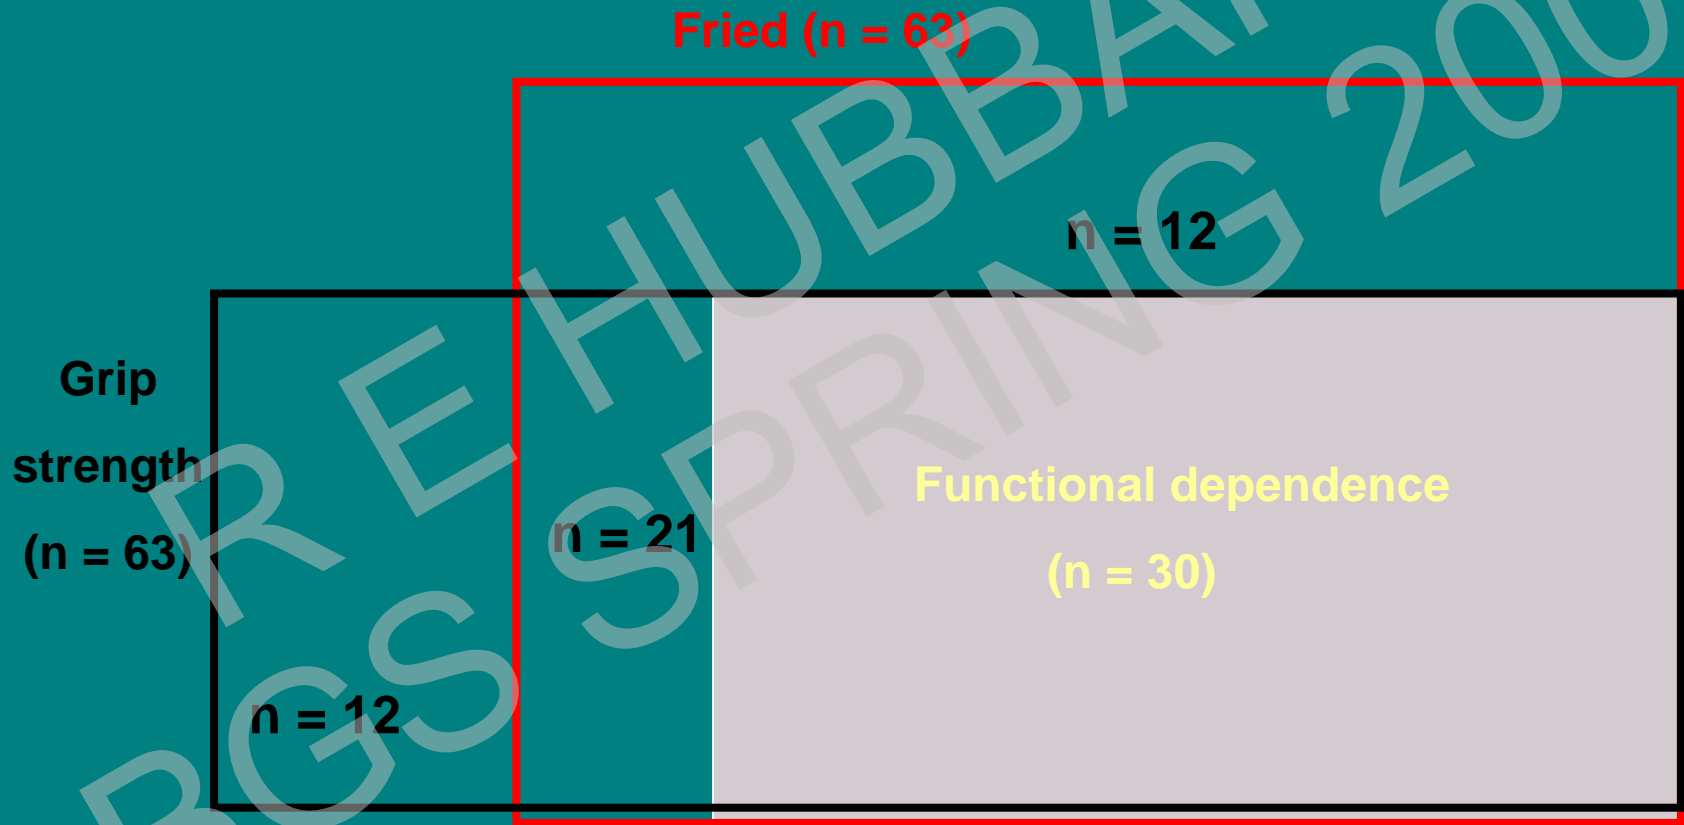 Fried (n = 63)
n = 12
Grip
strength
(n = 63)
n = 21
Functional dependence
(n = 30)
n = 12
R E HUBBA
BGS SPRING 200